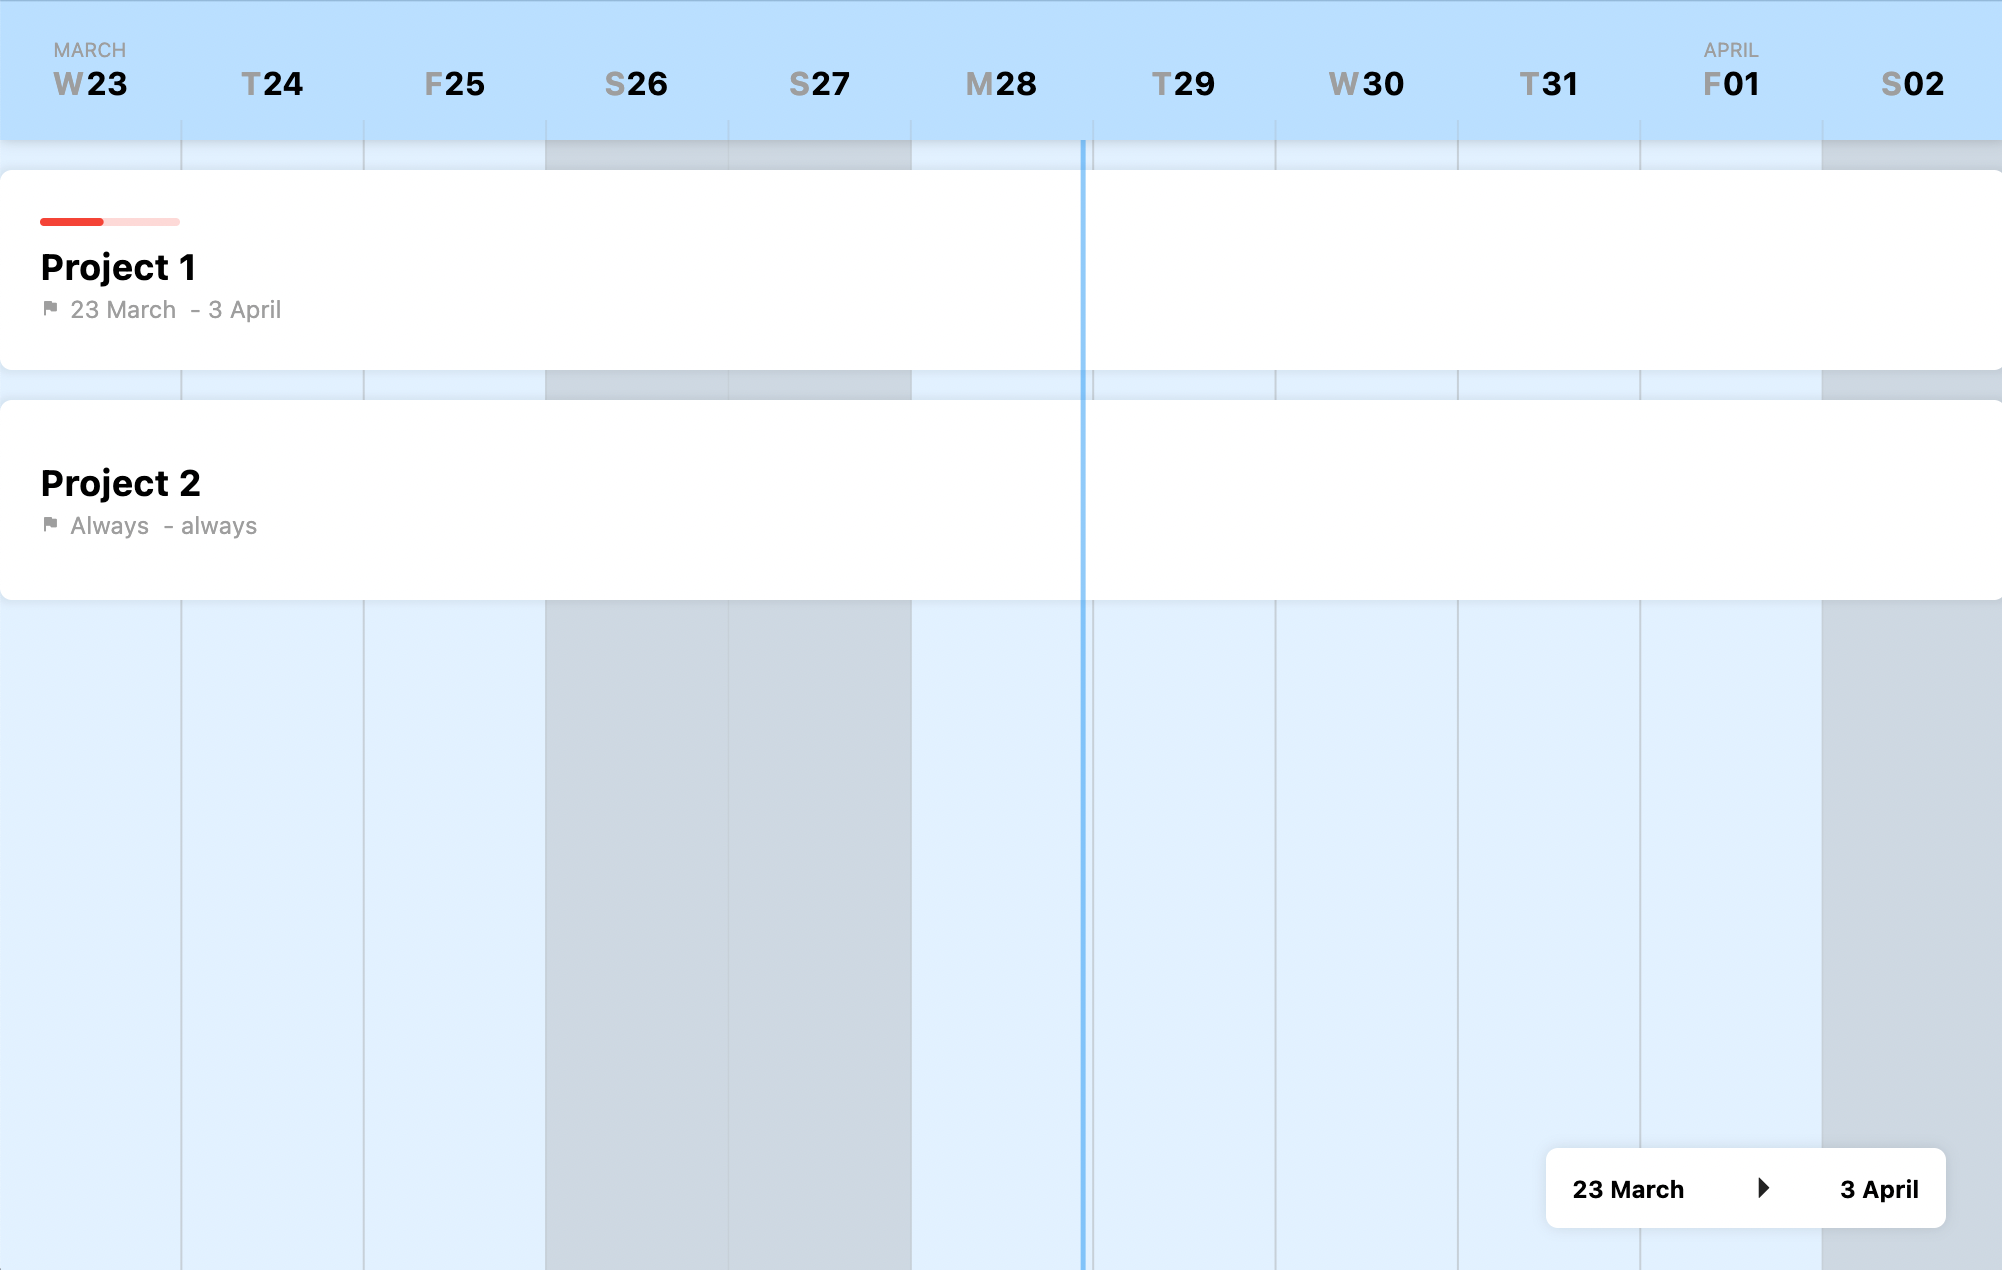 MARCH APRIL
W23 T24 F25 S26 S27 M28 T29 W30 T31 F01 S02
Project 1
23 March - 3 April
Project 2
Always - always
23 March 3 April